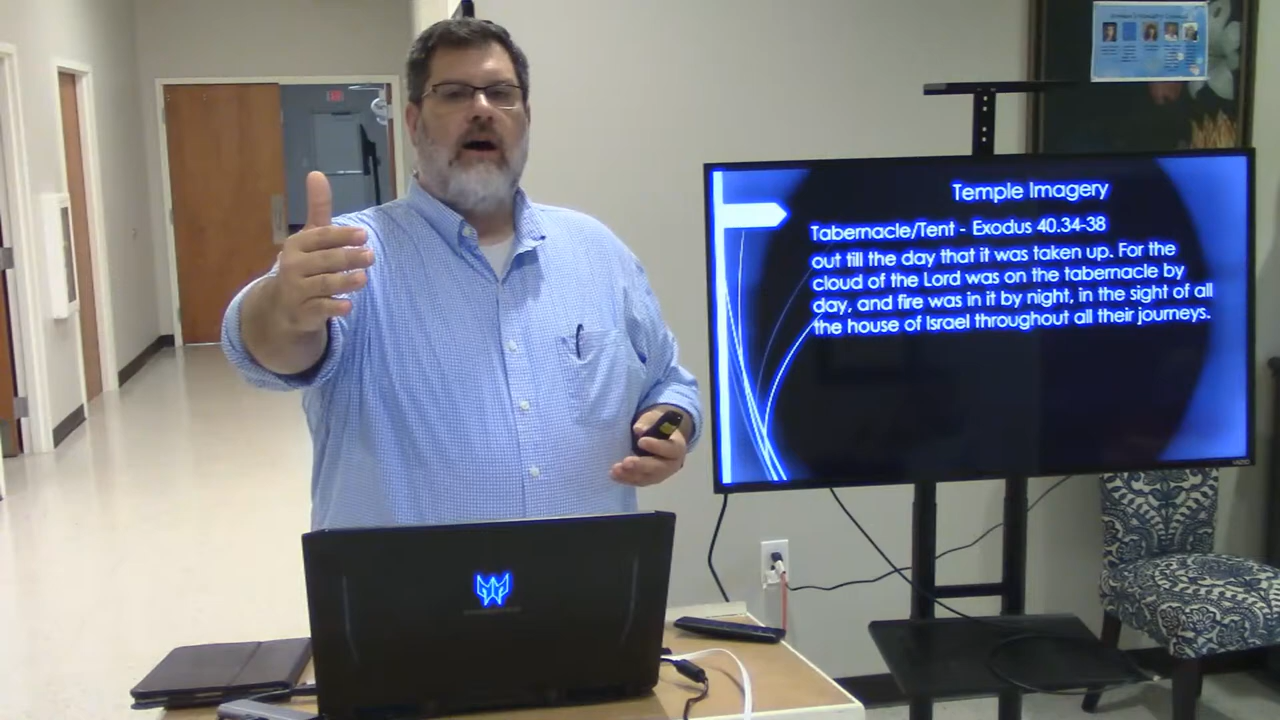 Temple Imagery
Tabernacle/Tent - Exodus 40.34-38
out till the day that it was taken up. For the
cloud of the Lord was on the tabernacle by
day, and fire was in it by night, in the sight of all
the house of Israel throughout all their journeys.